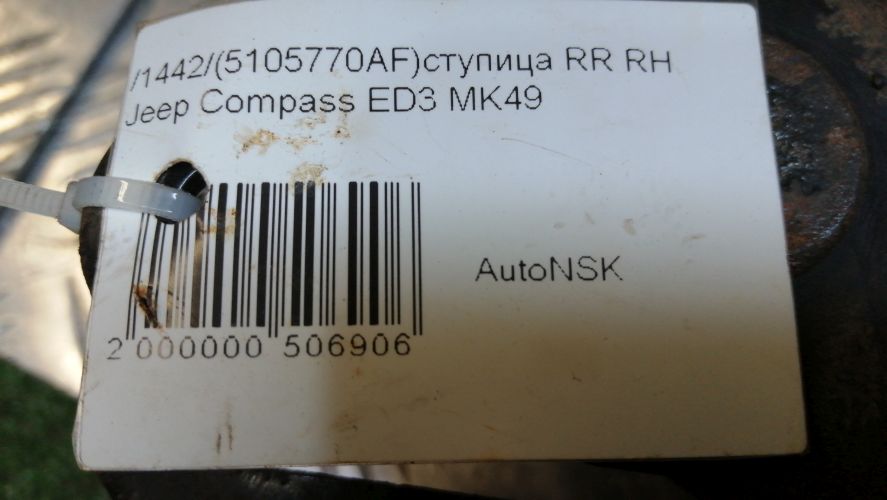 /1442/(5105770AF)ступица RR RH
Jeep Compass ED3 MK49
AutoNSK
2 000000 506906